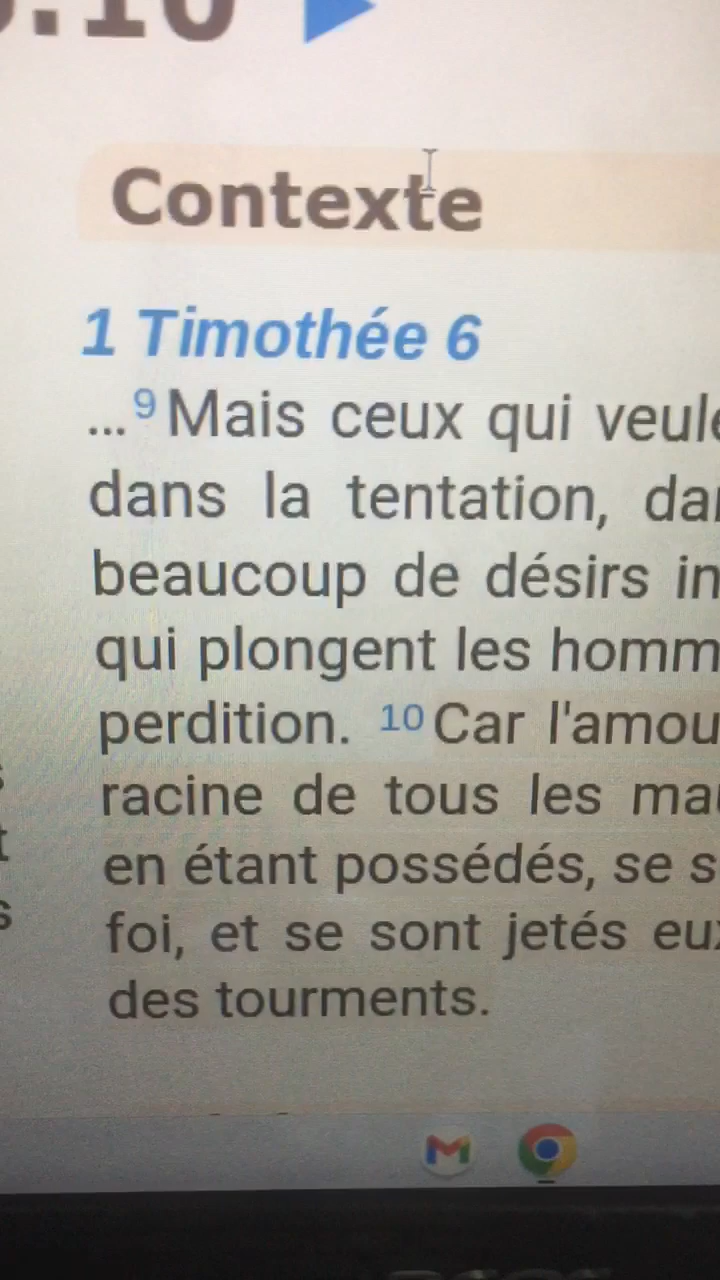 Contexte
1 Timothée 6
... 9 Mais ceux qui
dans la tentation,
beaucoup de désirs
qui plongent les
perdition. 10 Car
racine de tous les
en étant possédés, se
foi, et se sont jetés
des tourments.